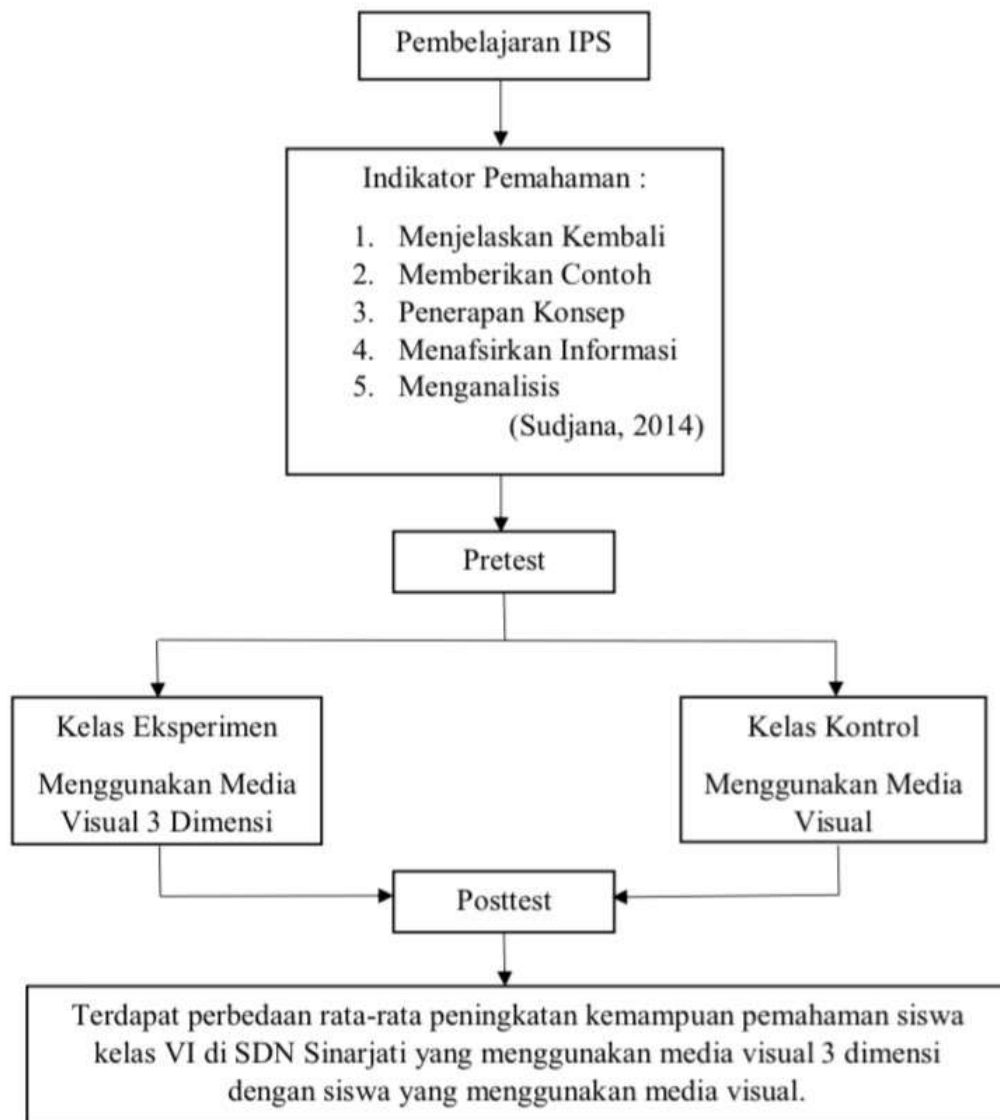 Pembelajaran IPS
Indikator Pemahaman :
1. Menjelaskan Kembali
2. Memberikan Contoh
3. Penerapan Konsep
4. Menafsirkan Informasi
5. Menganalisis
(Sudjana, 2014)
Pretest
Kelas Eksperimen
Menggunakan Media
Visual 3 Dimensi
Kelas Kontrol
Menggunakan Media
Visual
Posttest
Terdapat perbedaan rata-rata peningkatan kemampuan pemahaman siswa
kelas VI di SDN Sinarjati yang menggunakan media visual 3 dimensi
dengan siswa yang menggunakan media visual.